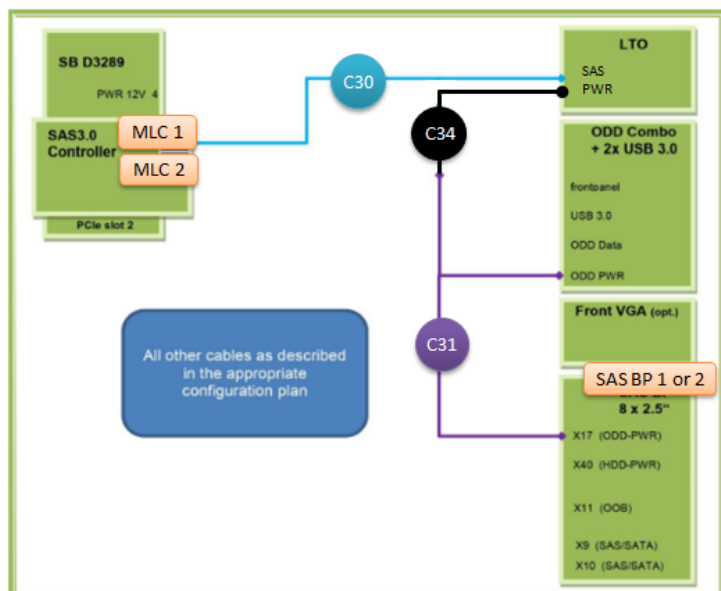 SB D3289
PWR 12V 4
SAS3.0
Controller
MLC 1
MLC 2
PCIe slot 2
C30
C34
C31
LTO
SAS
PWR
ODD Combo
+ 2x USB 3.0
frontpanel
USB 3.0
ODD Data
ODD PWR
Front VGA (opt.)
SAS BP 1 or 2
8 x 2.5"
X17 (ODD-PWR)
X40 (HDD-PWR)
X11 (OOB)
X9 (SAS/SATA)
X10 (SAS/SATA)
All other cables as described
in the appropriate
configuration plan